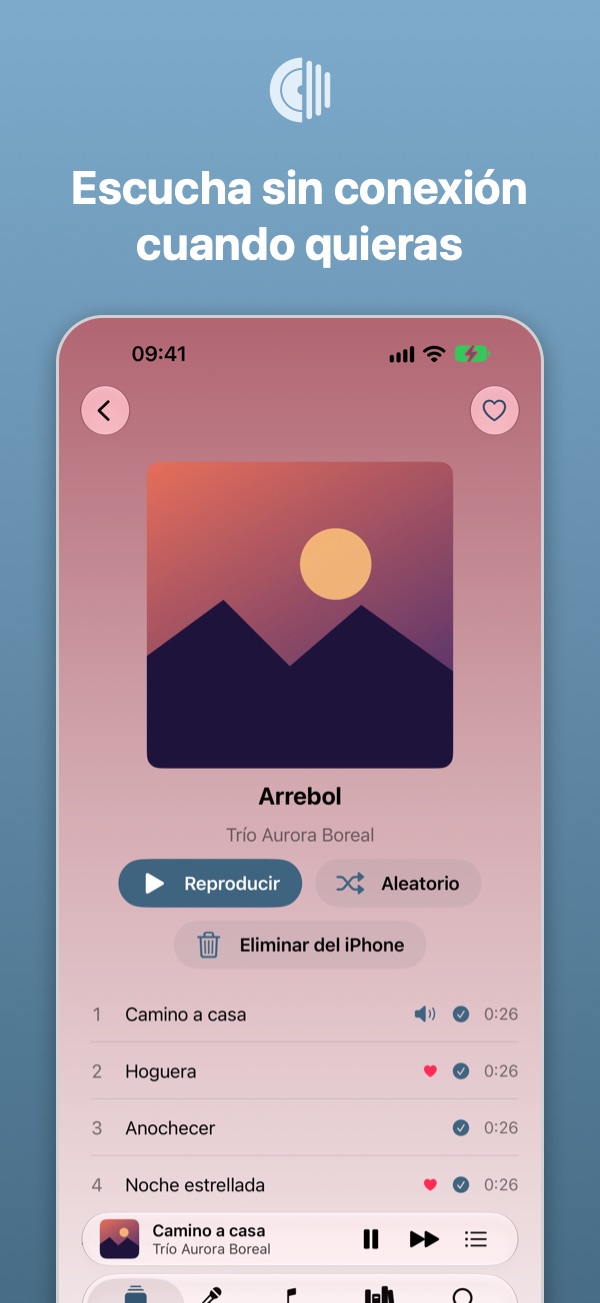 Escucha sin conexión
cuando quieras
09:41
Arrebol
Trío Aurora Boreal
Reproducir
Aleatorio
Eliminar del iPhone
1 Camino a casa 0:26
2 Hoguera 0:26
3 Anochecer 0:26
4 Noche estrellada 0:26
Camino a casa
Trío Aurora Boreal